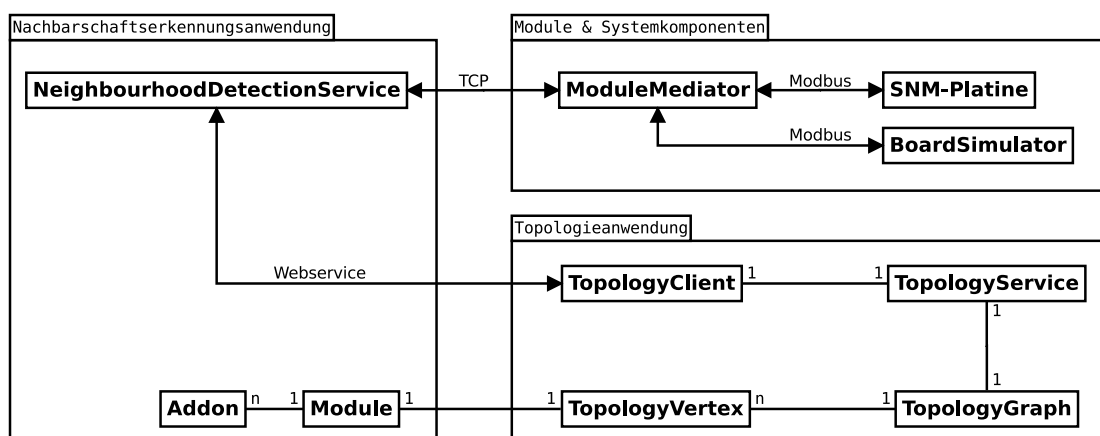 Nachbarschaftserkennungsanwendung
Module & Systemkomponenten
NeighbourhoodDetectionService
TCP
ModuleMediator
Modbus
SNM-Platine
Modbus
BoardSimulator
Topologieanwendung
Webservice
TopologyClient
1
1
TopologyService
1
1
Addon
n
1
Module
1
1
TopologyVertex
n
1
TopologyGraph